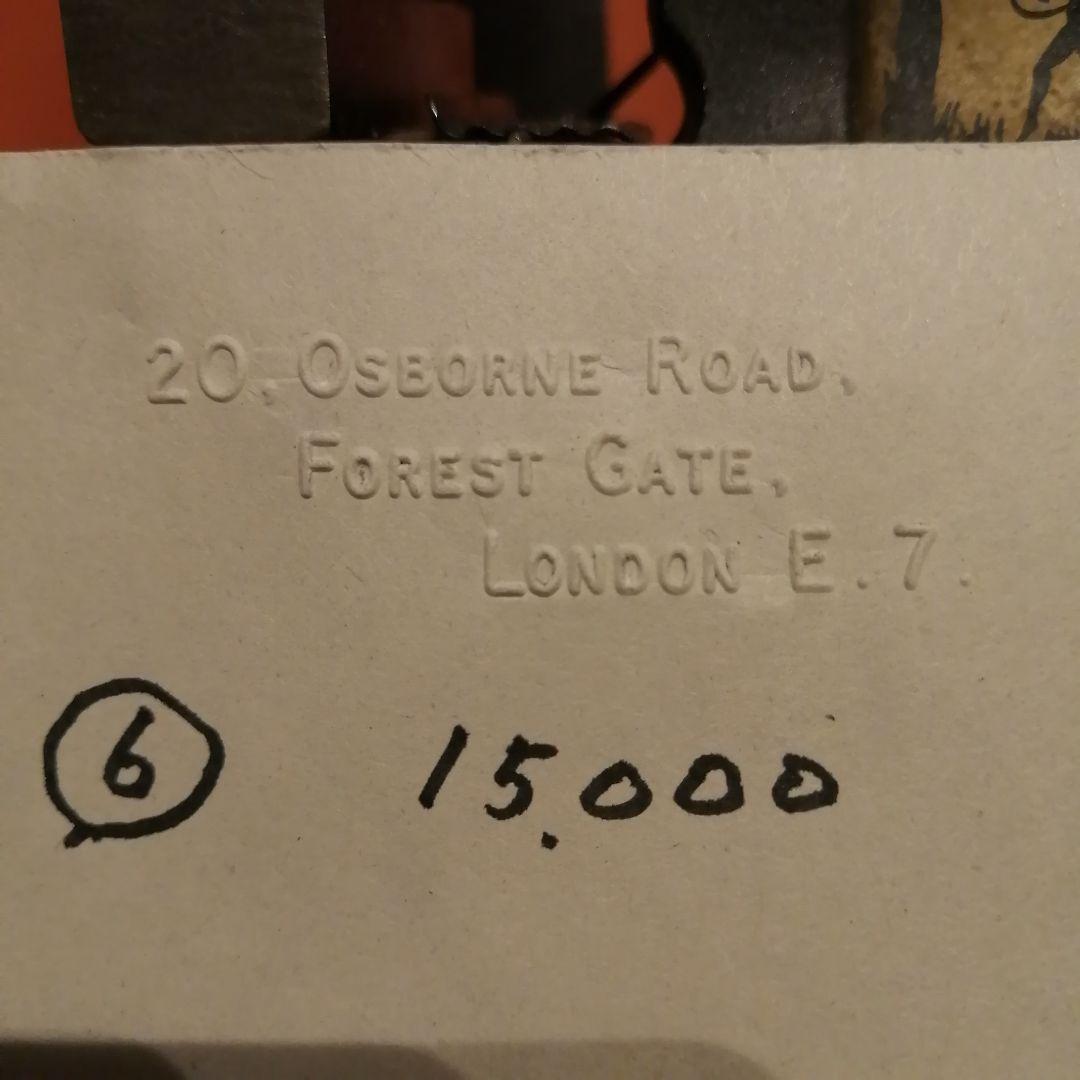 20, OSBORNE ROAD,
FOREST GATE,
LONDON E.7.
6 15.000